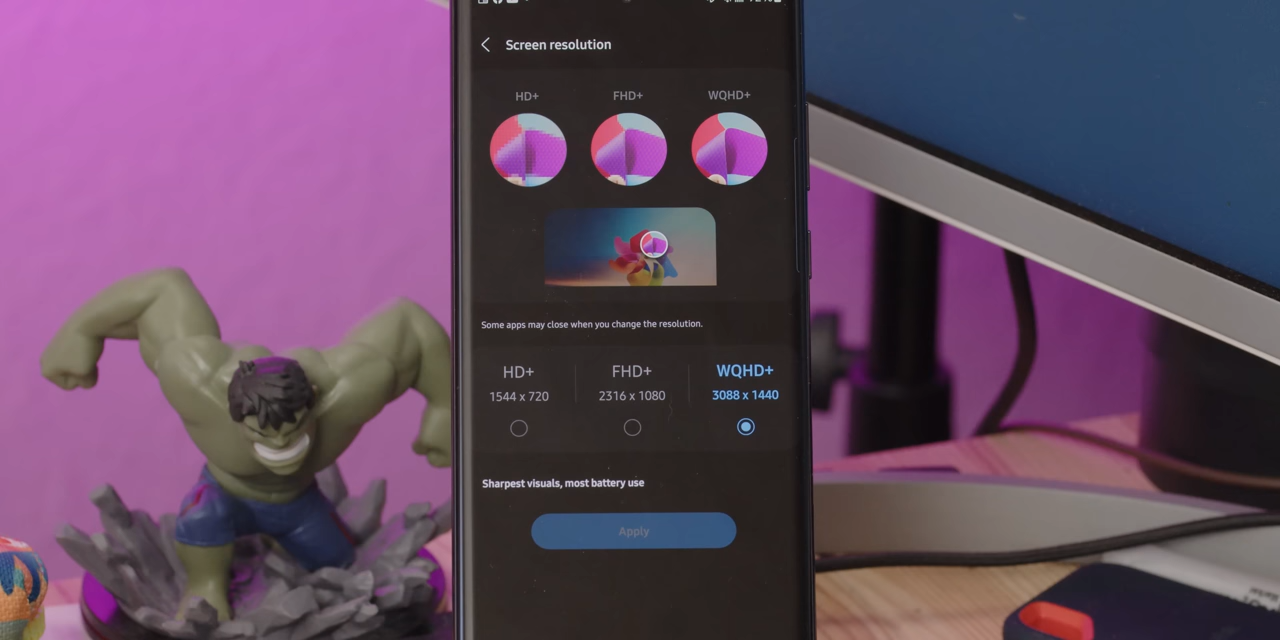 Screen resolution
HD+ FHD+ WQHD+
Some apps may close when you change the resolution.
HD+ FHD+ WQHD+
1544 x 720 2316 x 1080 3088 x 1440
Sharpest visuals, most battery use
Apply